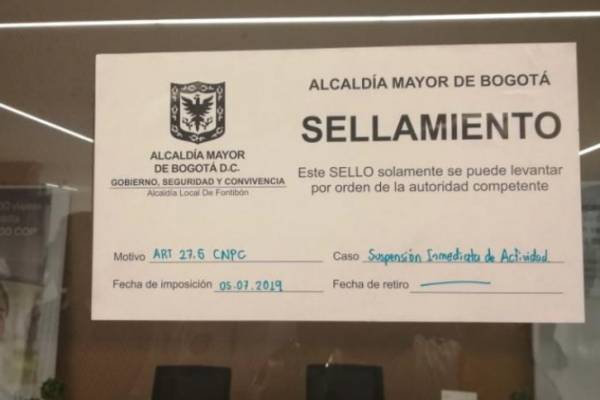 ALCALDÍA MAYOR
DE BOGOTÁ D.C.
GOBIERNO, SEGURIDAD Y CONVIVENCIA
Alcaldía Local De Fontibón
ALCALDÍA MAYOR DE BOGOTÁ
SELLAMIENTO
Este SELLO solamente se puede levantar
por orden de la autoridad competente
Motivo ART 27.6 CNPC
Caso Suspensión Inmediata de Actividad
Fecha de imposición 05.07.2019
Fecha de retiro